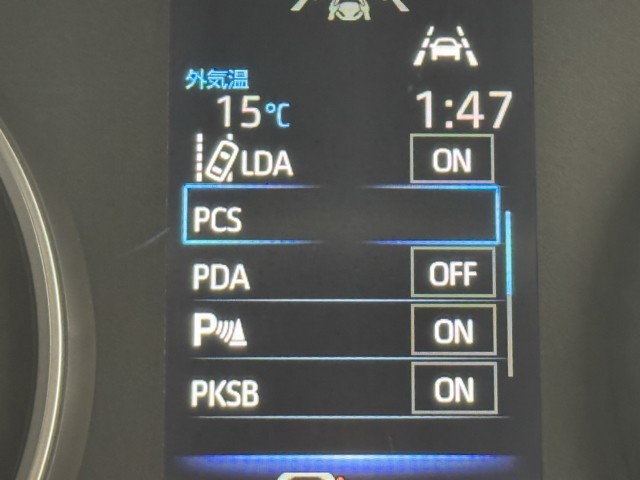 外気温
15℃ 1:47
LDA ON
PCS
PDA OFF
P ON
PKSB ON